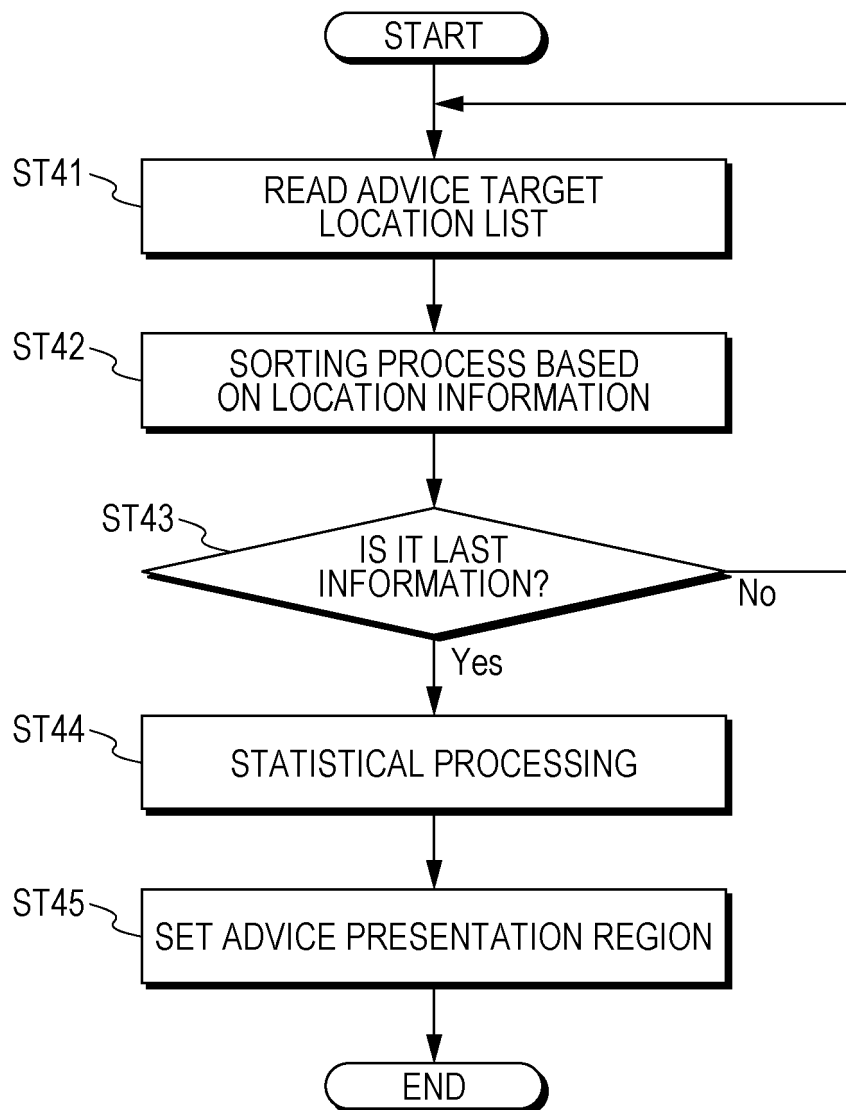 START
ST41
READ ADVICE TARGET
LOCATION LIST
ST42
SORTING PROCESS BASED
ON LOCATION INFORMATION
ST43
IS IT LAST
INFORMATION?
No
Yes
ST44
STATISTICAL PROCESSING
ST45
SET ADVICE PRESENTATION REGION
END